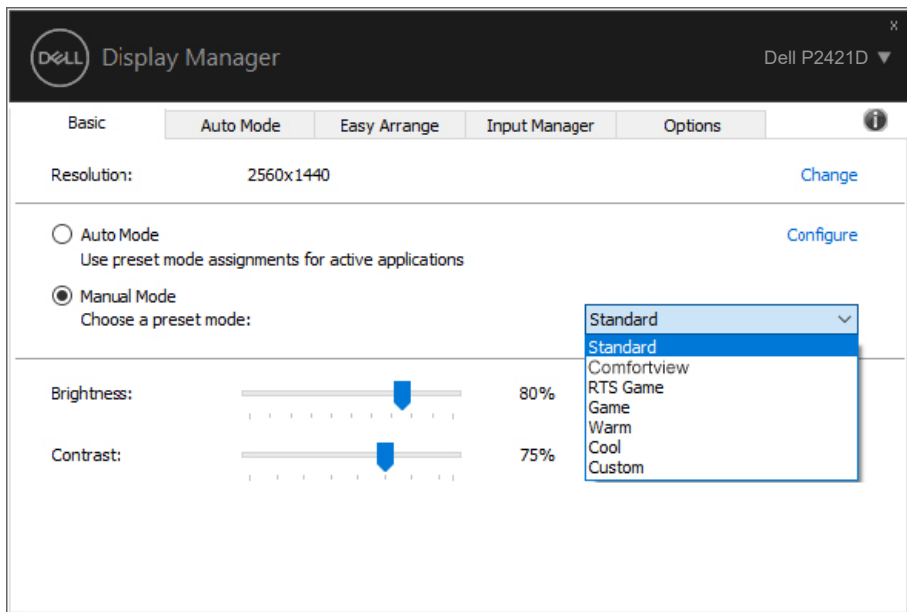 x
DELL Display Manager
Dell P2421D ▼
Basic Auto Mode Easy Arrange Input Manager Options
Resolution: 2560x1440 Change
Auto Mode Configure
Use preset mode assignments for active applications
Manual Mode
Choose a preset mode: Standard
Standard
Comfortview
RTS Game
Game
Warm
Cool
Custom
Brightness: 80%
Contrast: 75%